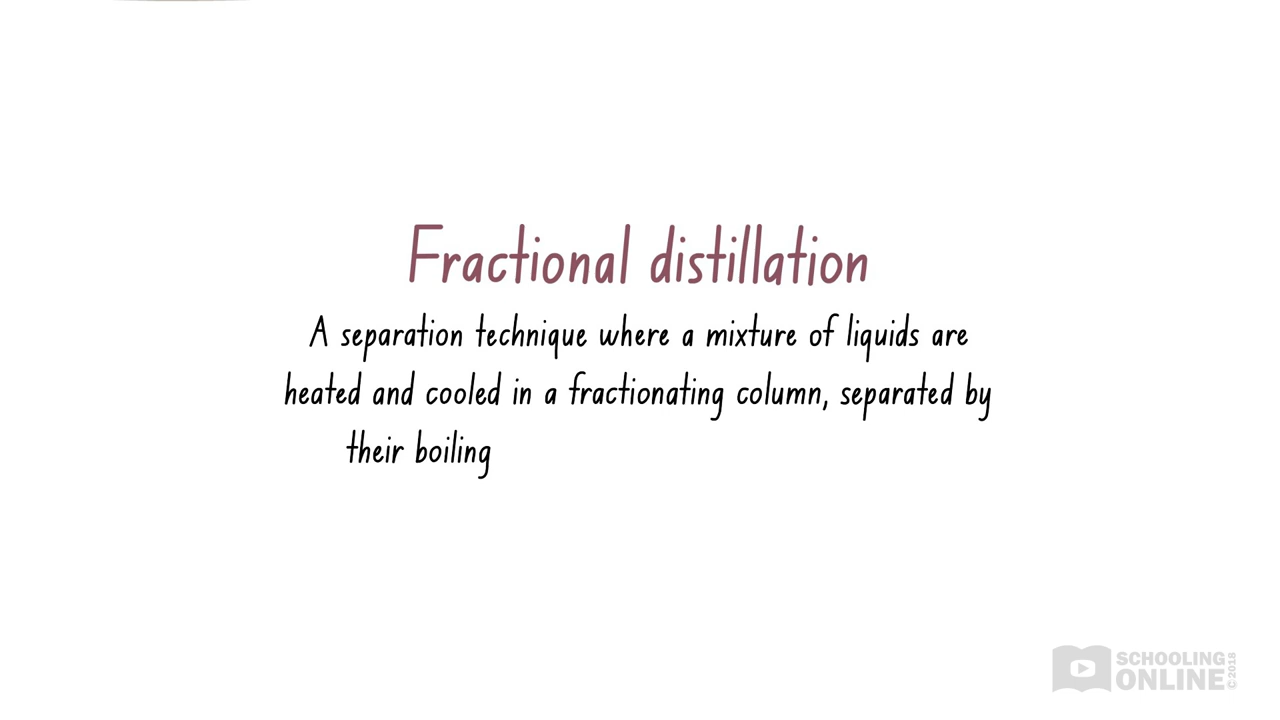 Fractional distillation
A separation technique where a mixture of liquids are
heated and cooled in a fractionating column, separated by
their boiling
SCHOOLING
ONLINE
©2018